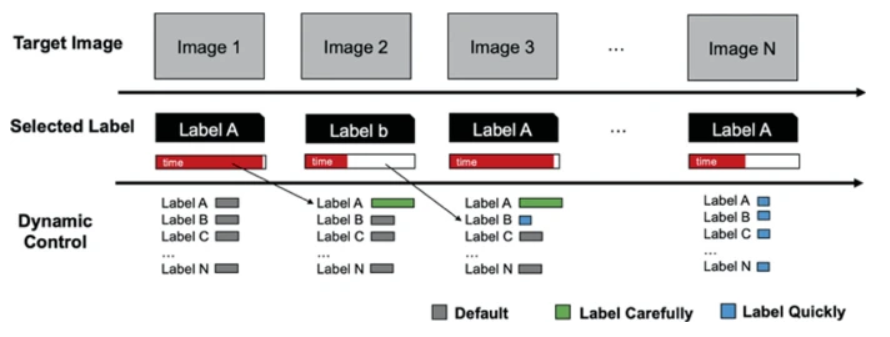 Target Image
Image 1
Image 2
Image 3
...
Image N
Selected Label
Label A
Label b
Label A
...
Label A
time
time
time
time
Dynamic
Control
Label A
Label B
Label C
...
Label N
Label A
Label B
Label C
...
Label N
Label A
Label B
Label C
...
Label N
Label A
Label B
Label C
...
Label N
Default
Label Carefully
Label Quickly